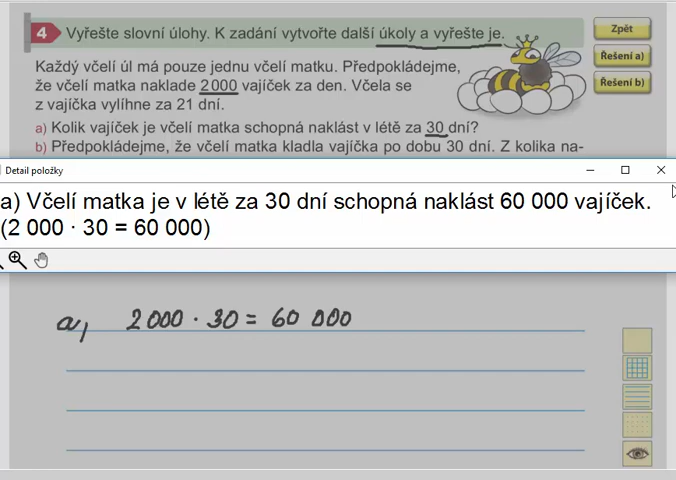 4 Vyřešte slovní úlohy. K zadání vytvořte další úkoly a vyřešte je.
Zpět
Řešení a)
Řešení b)
Každý včelí úl má pouze jednu včelí matku. Předpokládejme,
že včelí matka naklade 2 000 vajíček za den. Včela se
z vajíčka vylíhne za 21 dní.
a) Kolik vajíček je včelí matka schopná naklást v létě za 30 dní?
b) Předpokládejme, že včelí matka kladla vajíčka po dobu 30 dní. Z kolika na-
Detail položky
a) Včelí matka je v létě za 30 dní schopná naklást 60 000 vajíček.
(2 000 · 30 = 60 000)
a) 2 000 · 30 = 60 000